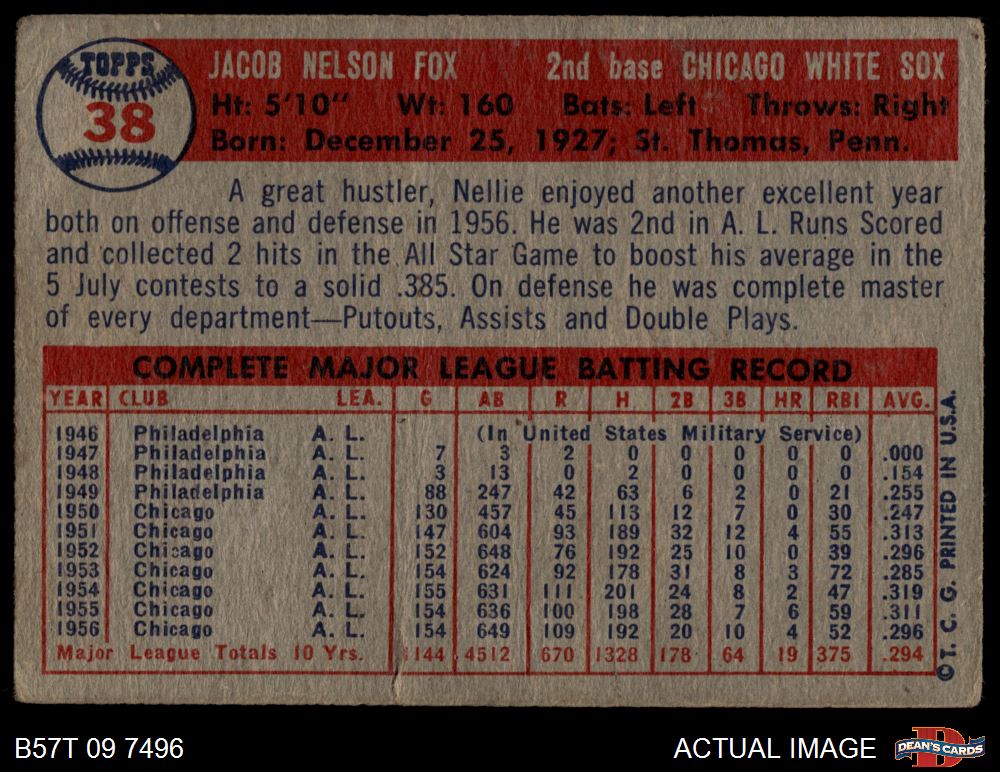 TOPPS
38
JACOB NELSON FOX 2nd base CHICAGO WHITE SOX
Ht: 5'10" Wt: 160 Bats: Left Throws: Right
Born: December 25, 1927; St. Thomas, Penn.
A great hustler, Nellie enjoyed another excellent year
both on offense and defense in 1956. He was 2nd in A. L. Runs Scored
and collected 2 hits in the All Star Game to boost his average in the
5 July contests to a solid .385. On defense he was complete master
of every department—Putouts, Assists and Double Plays.
COMPLETE MAJOR LEAGUE BATTING RECORD
YEAR CLUB LEA. G AB R H 2B 3B HR RBI AVG.
1946 Philadelphia A. L. (In United States Military Service)
1947 Philadelphia A. L. 7 3 2 0 0 0 0 0 .000
1948 Philadelphia A. L. 3 13 0 2 0 0 0 0 .154
1949 Philadelphia A. L. 88 247 42 63 6 2 0 21 .255
1950 Chicago A. L. 130 457 45 113 12 7 0 30 .247
1951 Chicago A. L. 147 604 93 189 32 12 4 55 .313
1952 Chicago A. L. 152 648 76 192 25 10 0 39 .296
1953 Chicago A. L. 154 624 92 178 31 8 3 72 .285
1954 Chicago A. L. 155 631 111 201 24 8 2 47 .319
1955 Chicago A. L. 154 636 100 198 28 7 6 59 .311
1956 Chicago A. L. 154 649 109 192 20 10 4 52 .296
Major League Totals 10 Yrs. 1144 4512 670 1328 178 64 19 375 .294
© T. C. G. PRINTED IN U.S.A.
B57T 09 7496
ACTUAL IMAGE
DEAN'S CARDS